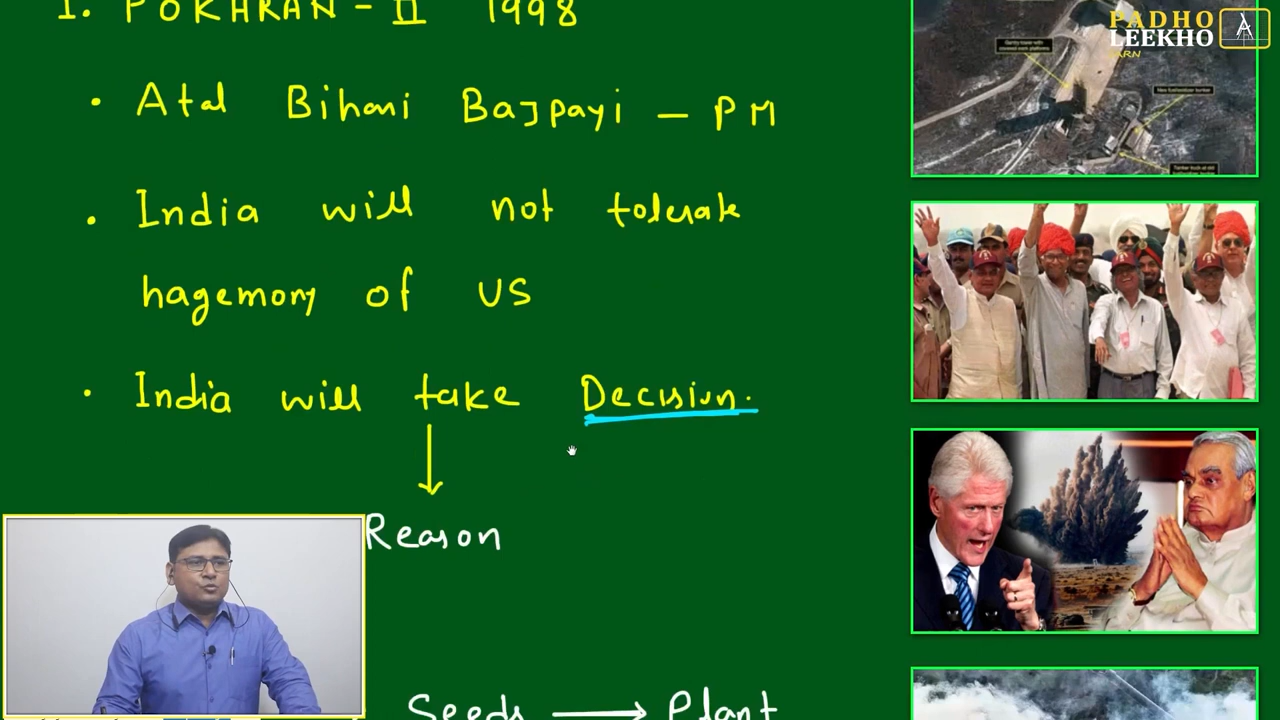 1. POKHRAN - II 1998
PADHO
LEEKHO
• Atal Bihari Bajpayi - PM
• India will not tolerate
hagemony of US
• India will take Decision.
↓
Reason
Seeds → Plant